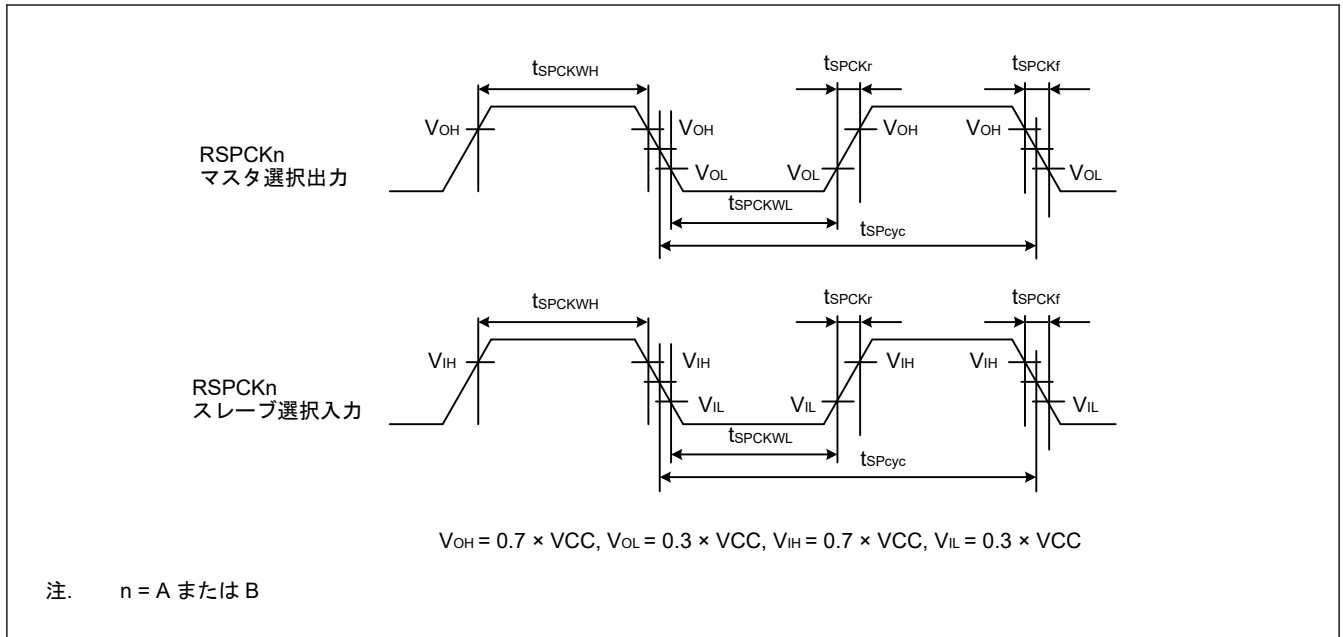 tSPCKWH tSPCKr tSPCKf
VOH VOH VOH VOH
RSPCKn
マスタ選択出力
VOL VOL VOL
tSPCKWL
tSPcyc
tSPCKWH tSPCKr tSPCKf
VIH VIH VIH VIH
RSPCKn
スレーブ選択入力
VIL VIL VIL
tSPCKWL
tSPcyc
VOH = 0.7 × VCC, VOL = 0.3 × VCC, VIH = 0.7 × VCC, VIL = 0.3 × VCC
注. n = A または B